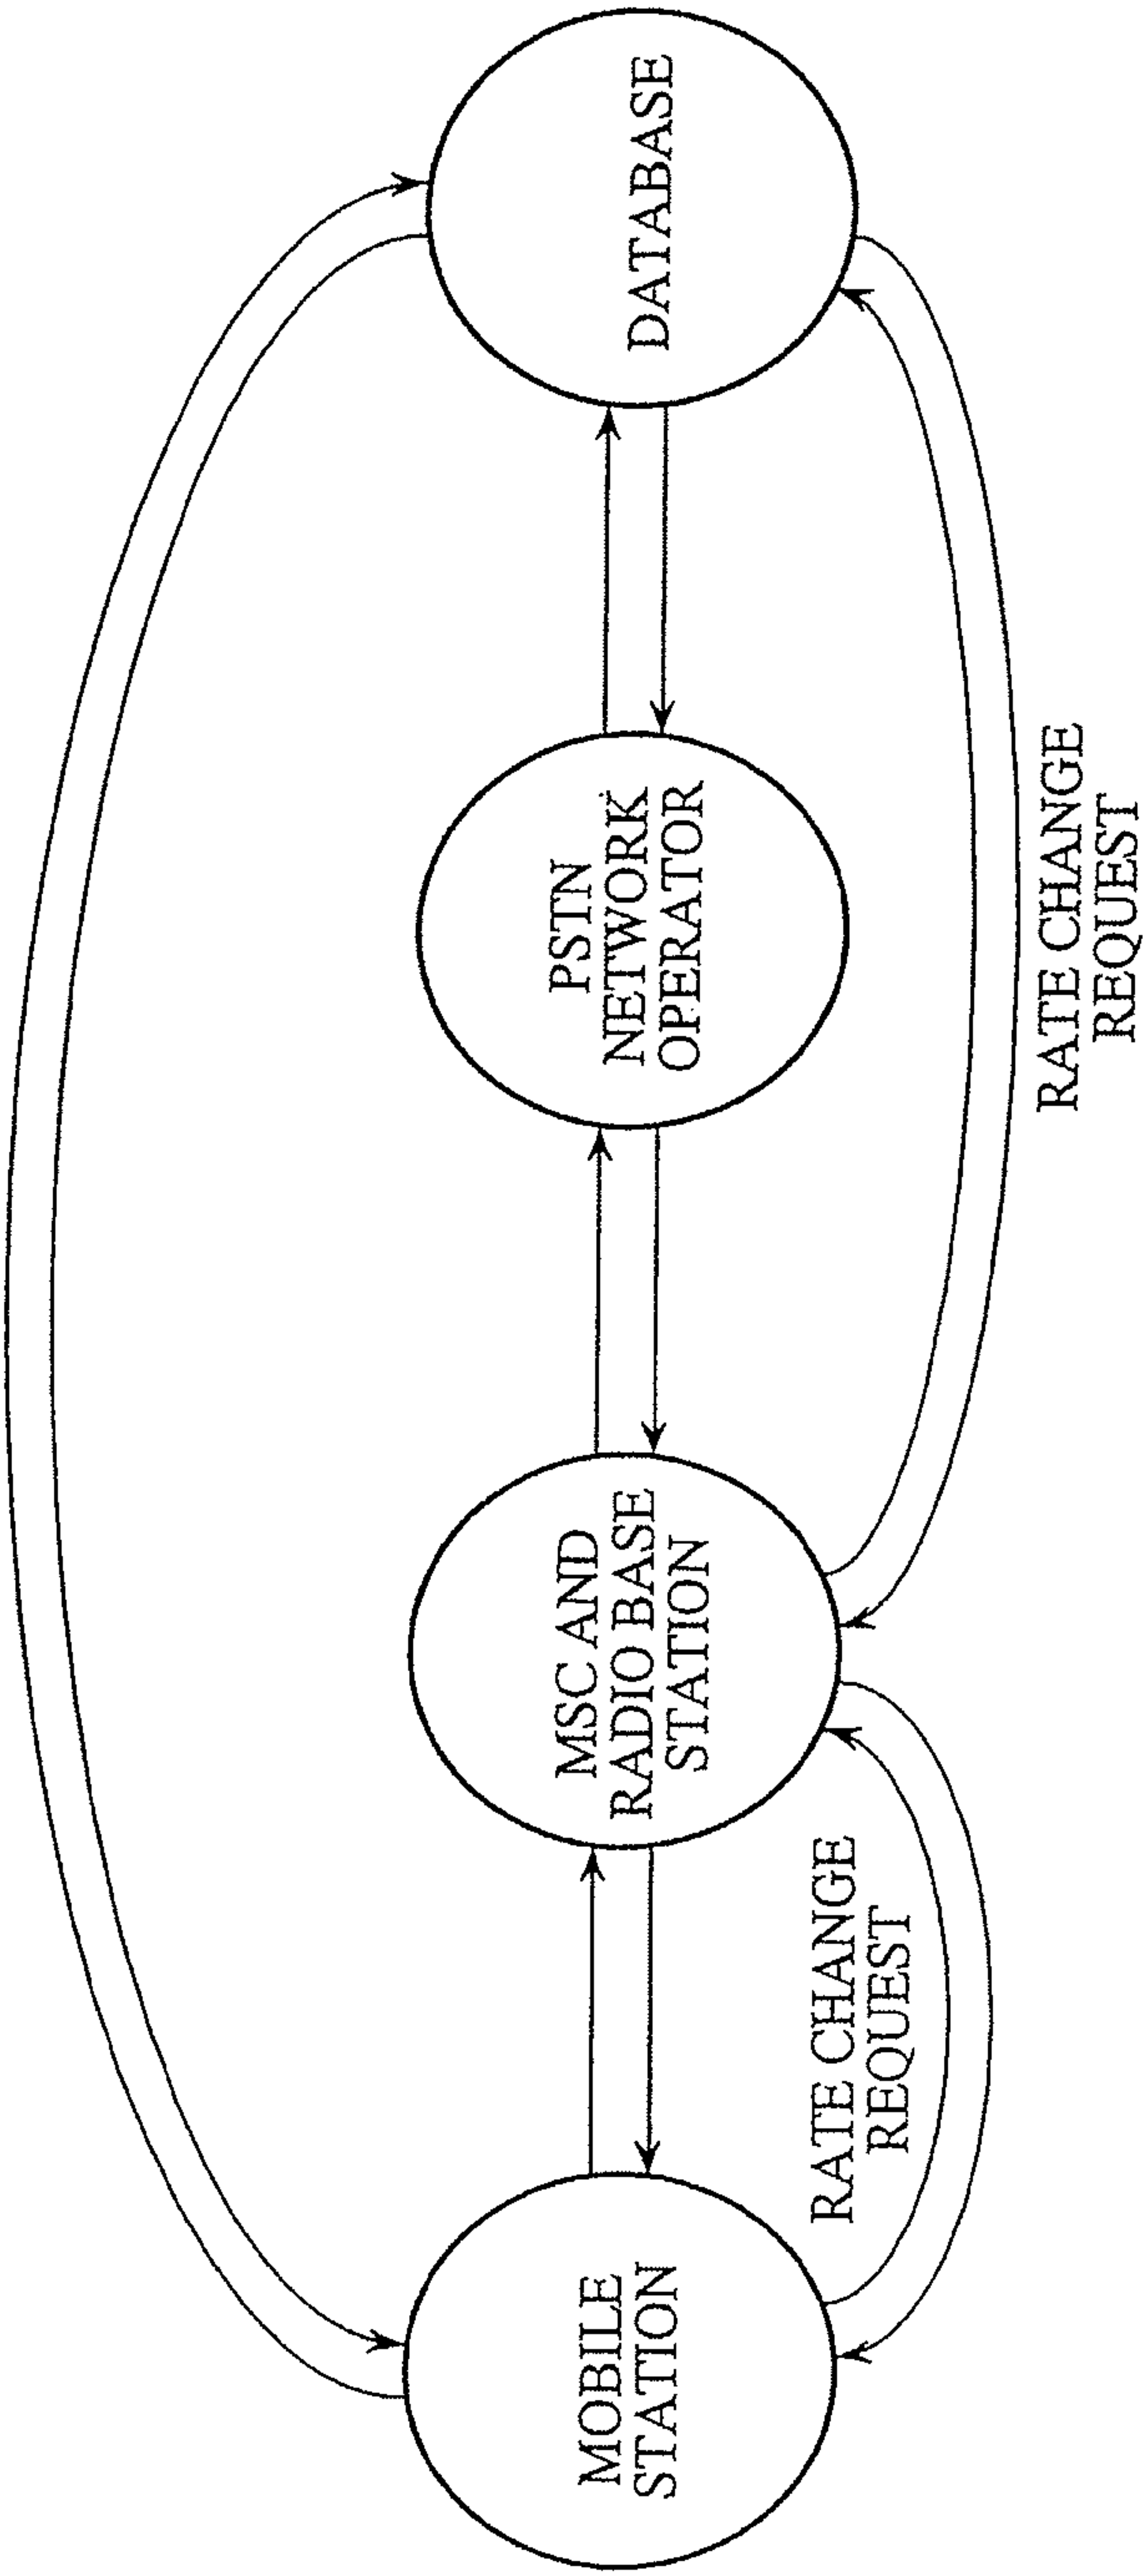 MOBILE
STATION
MSC AND
RADIO BASE
STATION
PSTN
NETWORK
OPERATOR
DATABASE
RATE CHANGE
REQUEST
RATE CHANGE
REQUEST